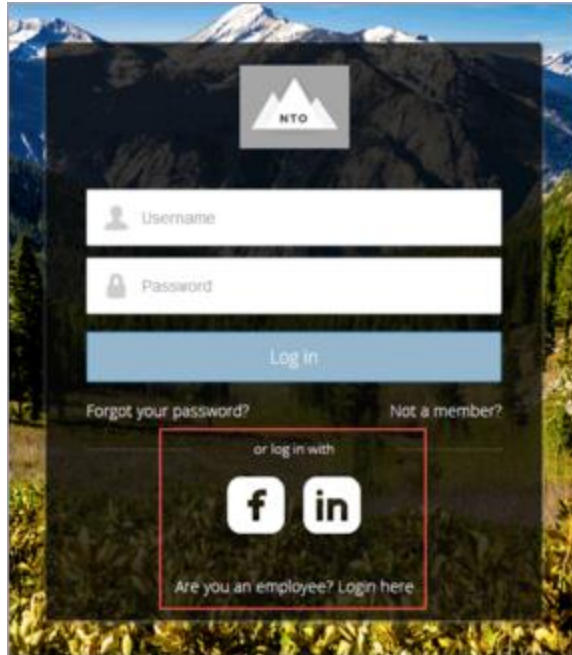 NTO
Username
Password
Log in
Forgot your password? Not a member?
or log in with
f in
Are you an employee? Login here